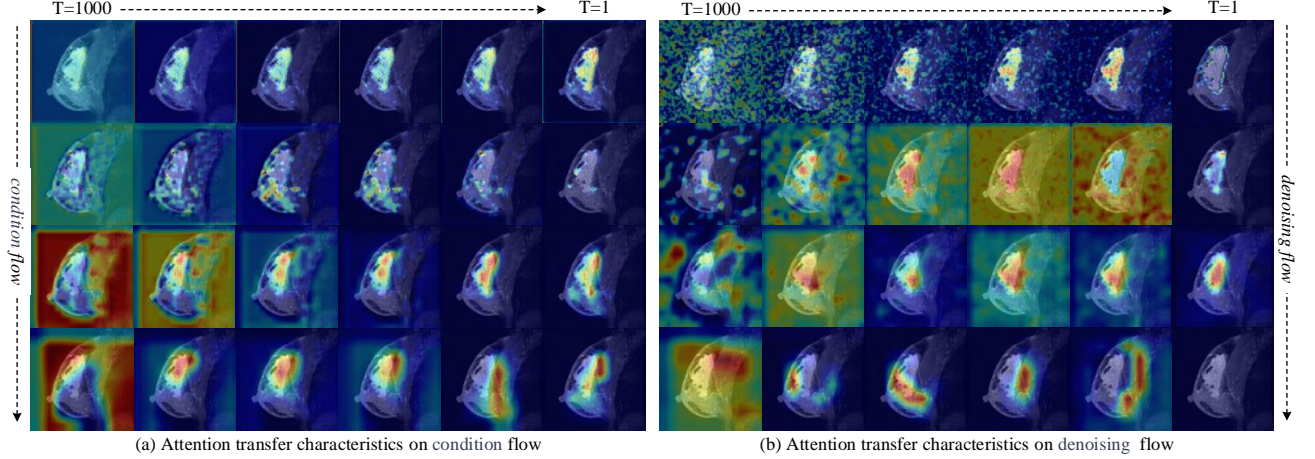 T=1000
T=1
T=1000
T=1
condition flow
denoising flow
(a) Attention transfer characteristics on condition flow
(b) Attention transfer characteristics on denoising flow